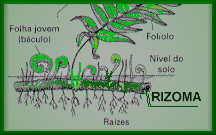 Folha jovem
(báculo)
Folíolo
Nível do
solo
RIZOMA
Raízes